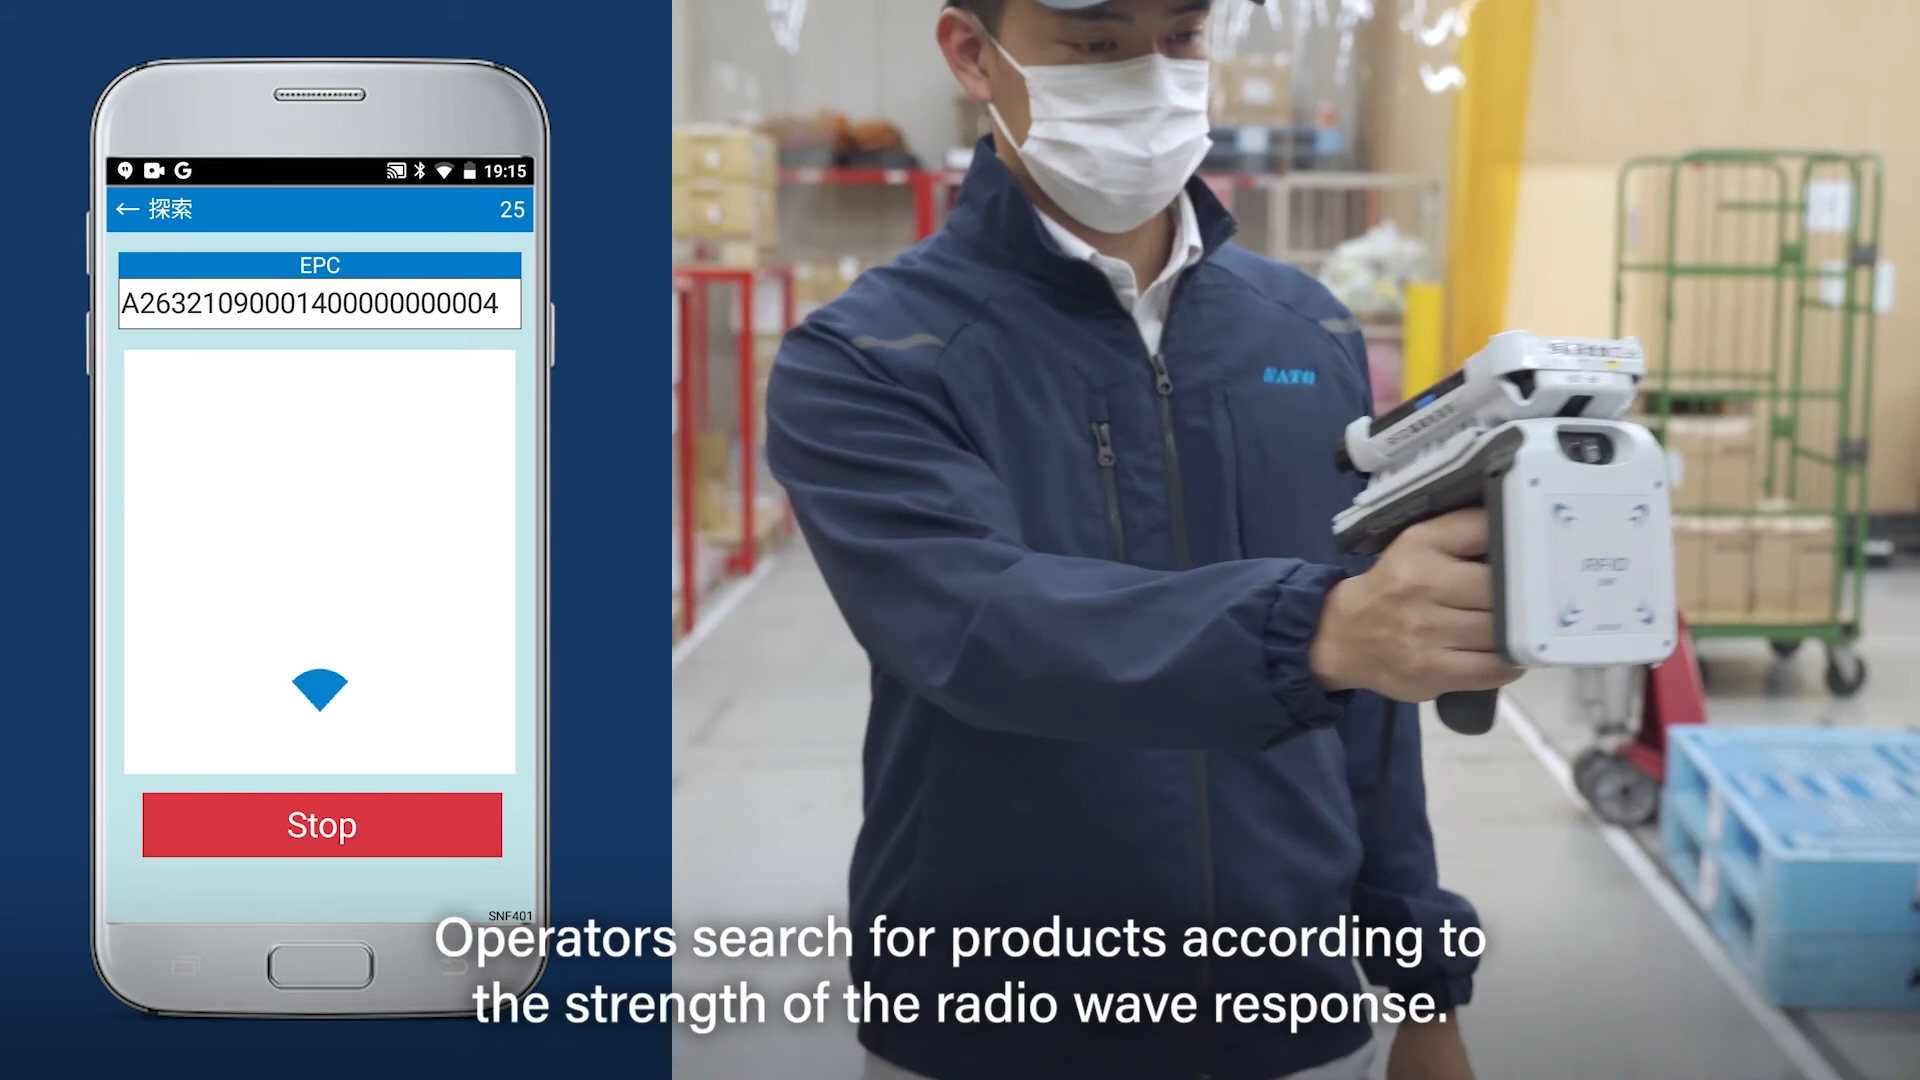 19:15
← 探索 25
EPC
A26321090001400000000004
Stop
SNF401
SATO
RFID
Operators search for products according to
the strength of the radio wave response.